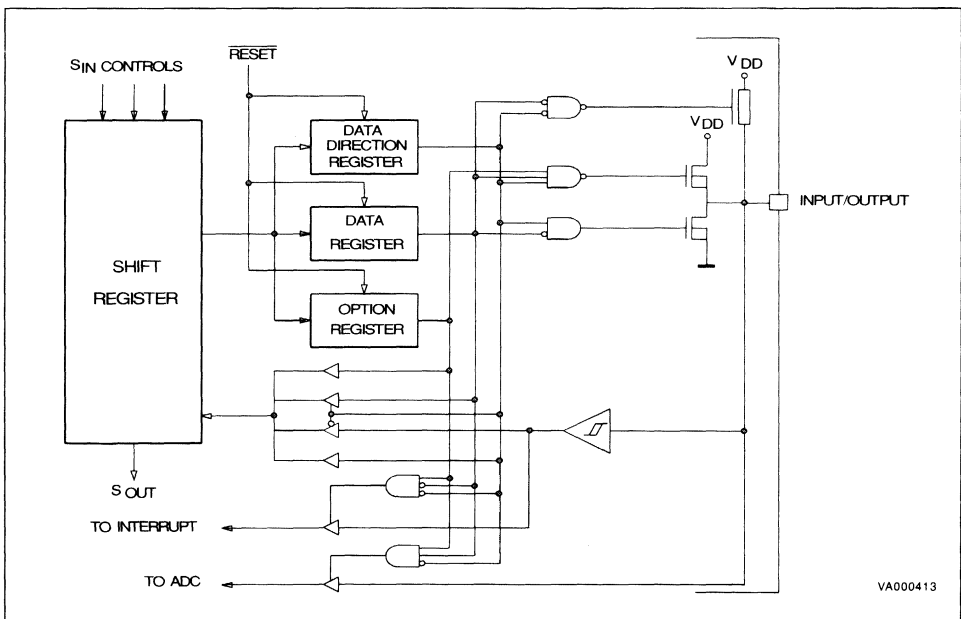 SIN CONTROLS
RESET
VDD
DATA
DIRECTION
REGISTER
VDD
DATA
REGISTER
INPUT/OUTPUT
SHIFT
REGISTER
OPTION
REGISTER
SOUT
TO INTERRUPT
TO ADC
VA000413